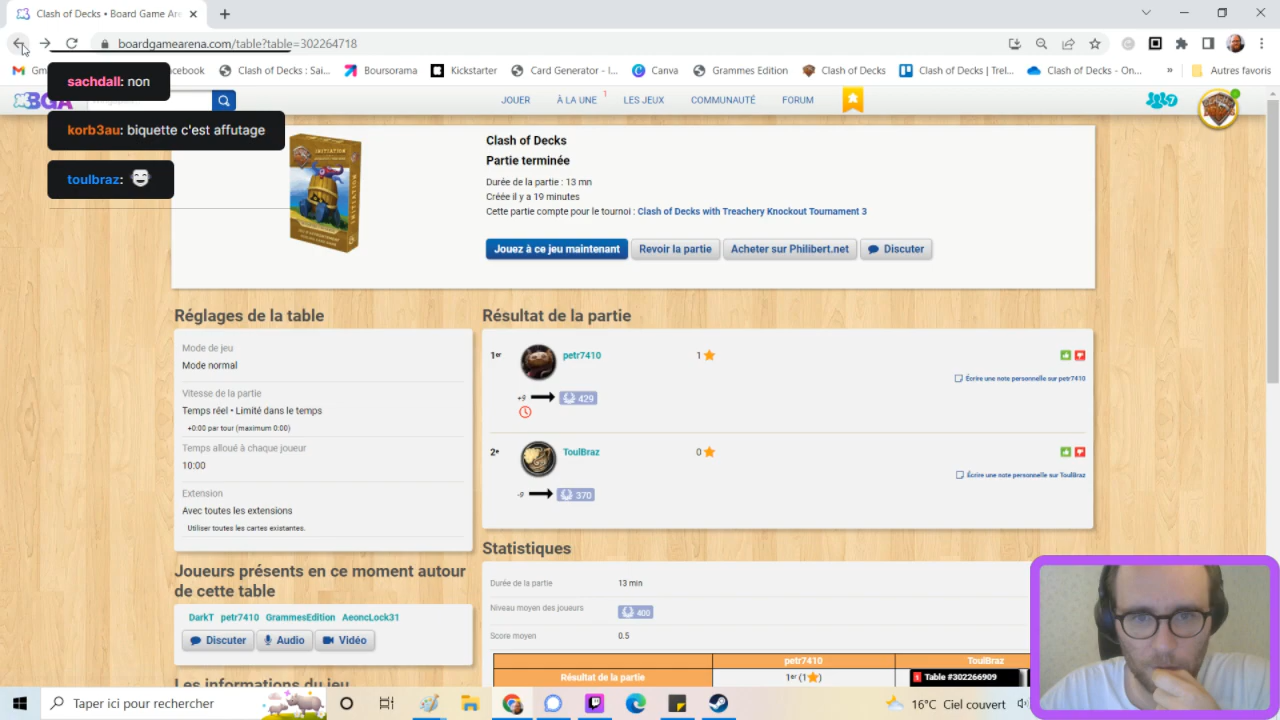 Clash of Decks • Board Game Are
boardgamearena.com/table?table=302264718
Gm
cebook
Clash of Decks : Sai...
Boursorama
Kickstarter
Card Generator - I...
Canva
Grammes Edition
Clash of Decks
Clash of Decks | Trel...
Clash of Decks - On...
»
Autres favoris
sachdall: non
BGA
JOUER
À LA UNE 1
LES JEUX
COMMUNAUTÉ
FORUM
7
korb3au: biquette c'est affutage
toulbraz:
INITIATION
Clash of Decks
Partie terminée
Durée de la partie : 13 mn
Créée il y a 19 minutes
Cette partie compte pour le tournoi : Clash of Decks with Treachery Knockout Tournament 3
Jouez à ce jeu maintenant
Revoir la partie
Acheter sur Philibert.net
Discuter
Réglages de la table
Mode de jeu
Mode normal
Vitesse de la partie
Temps réel • Limité dans le temps
+0:00 par tour (maximum 0:00)
Temps alloué à chaque joueur
10:00
Extension
Avec toutes les extensions
Utiliser toutes les cartes existantes.
Joueurs présents en ce moment autour
de cette table
DarkT petr7410 GrammesEdition AeoncLock31
Discuter
Audio
Vidéo
Les informations du jeu
Résultat de la partie
1er petr7410 1
Écrire une note personnelle sur petr7410
+9 429
2e ToulBraz 0
Écrire une note personnelle sur ToulBraz
-9 370
Statistiques
Durée de la partie 13 min
Niveau moyen des joueurs 400
Score moyen 0.5
petr7410 ToulBraz
Résultat de la partie 1er (1)
Table #302266909
Taper ici pour rechercher
16°C Ciel couvert